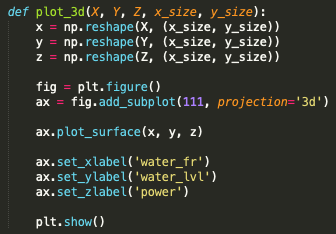 def plot_3d(X, Y, Z, x_size, y_size):
    x = np.reshape(X, (x_size, y_size))
    y = np.reshape(Y, (x_size, y_size))
    z = np.reshape(Z, (x_size, y_size))

    fig = plt.figure()
    ax = fig.add_subplot(111, projection='3d')

    ax.plot_surface(x, y, z)

    ax.set_xlabel('water_fr')
    ax.set_ylabel('water_lvl')
    ax.set_zlabel('power')

    plt.show()